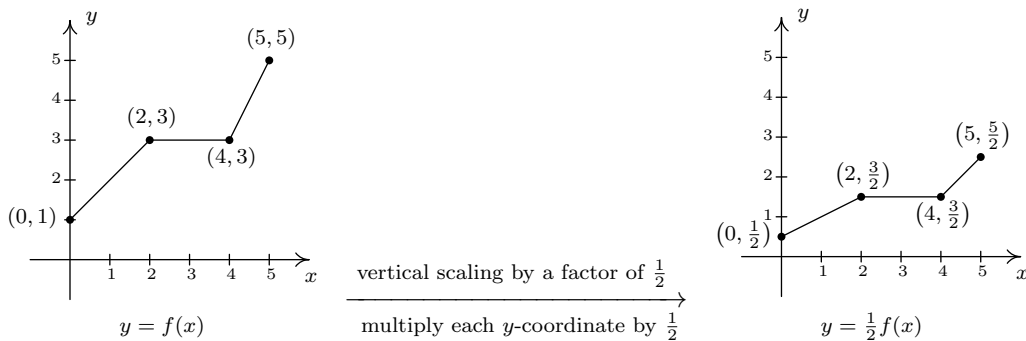 y
(5, 5)
5
4
(2, 3)
3
(4, 3)
2
(0, 1)
1 2 3 4 5
x
y = f(x)
vertical scaling by a factor of 1/2
multiply each y-coordinate by 1/2
y
5
4
3
(5, 5/2)
(2, 3/2)
2
(4, 3/2)
1
(0, 1/2)
1 2 3 4 5
x
y = 1/2 f(x)